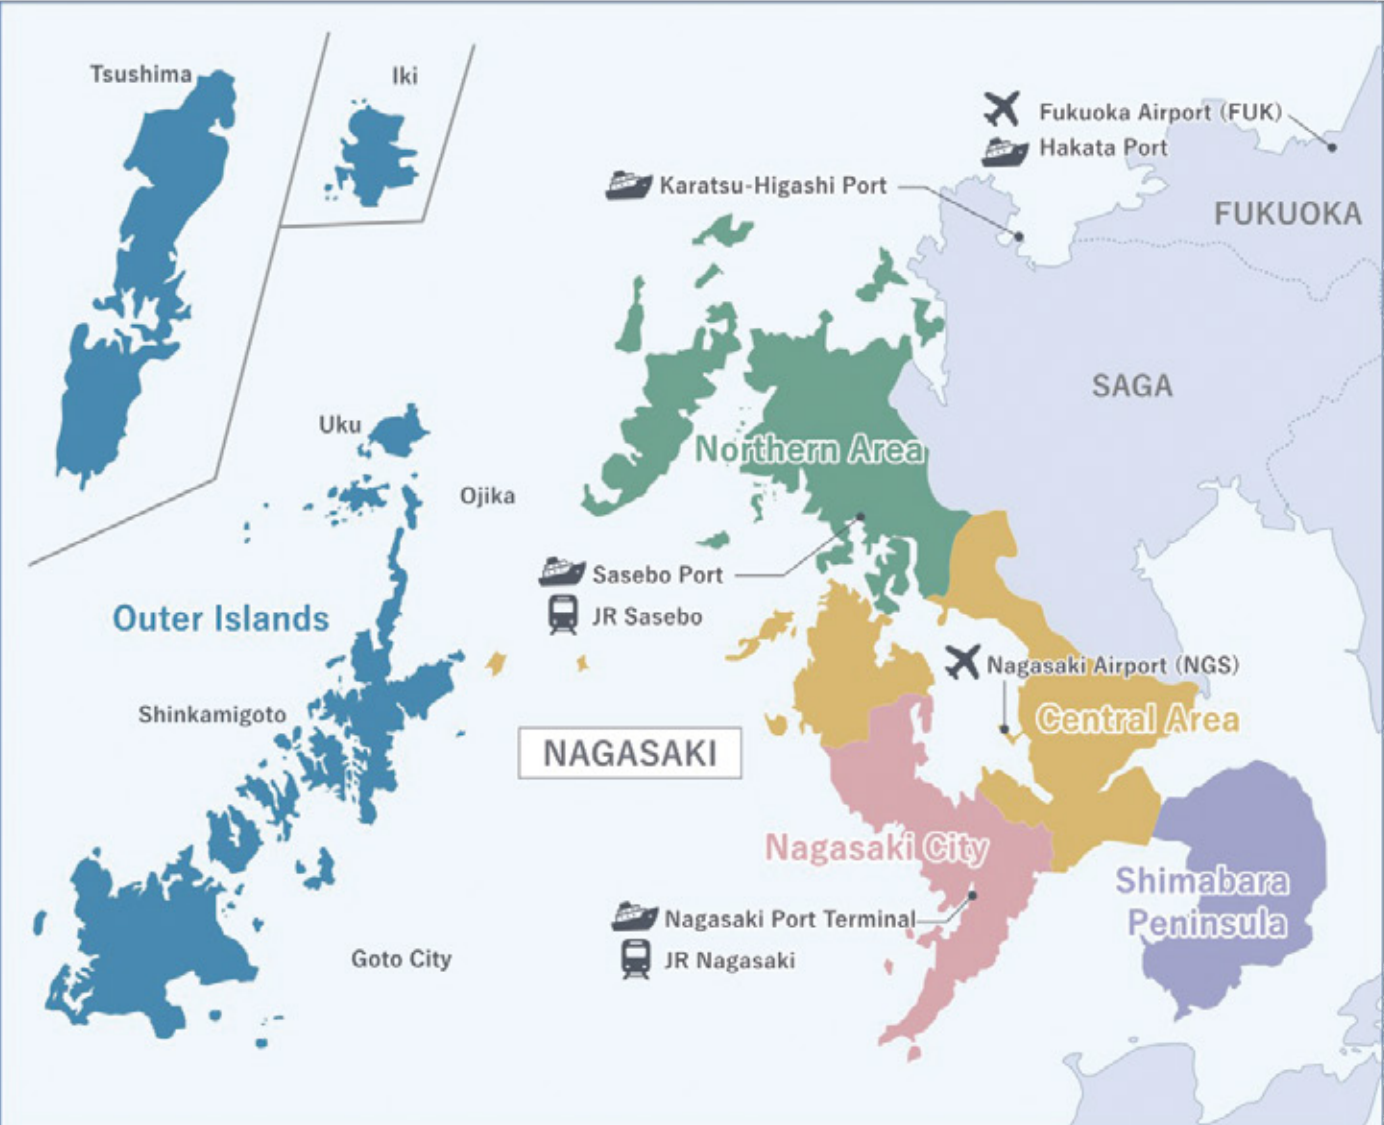 Tsushima
Iki
Fukuoka Airport (FUK)
Hakata Port
Karatsu-Higashi Port
FUKUOKA
SAGA
Uku
Northern Area
Ojika
Sasebo Port
JR Sasebo
Outer Islands
Nagasaki Airport (NGS)
Shinkamigoto
Central Area
NAGASAKI
Nagasaki City
Shimabara
Peninsula
Nagasaki Port Terminal
JR Nagasaki
Goto City